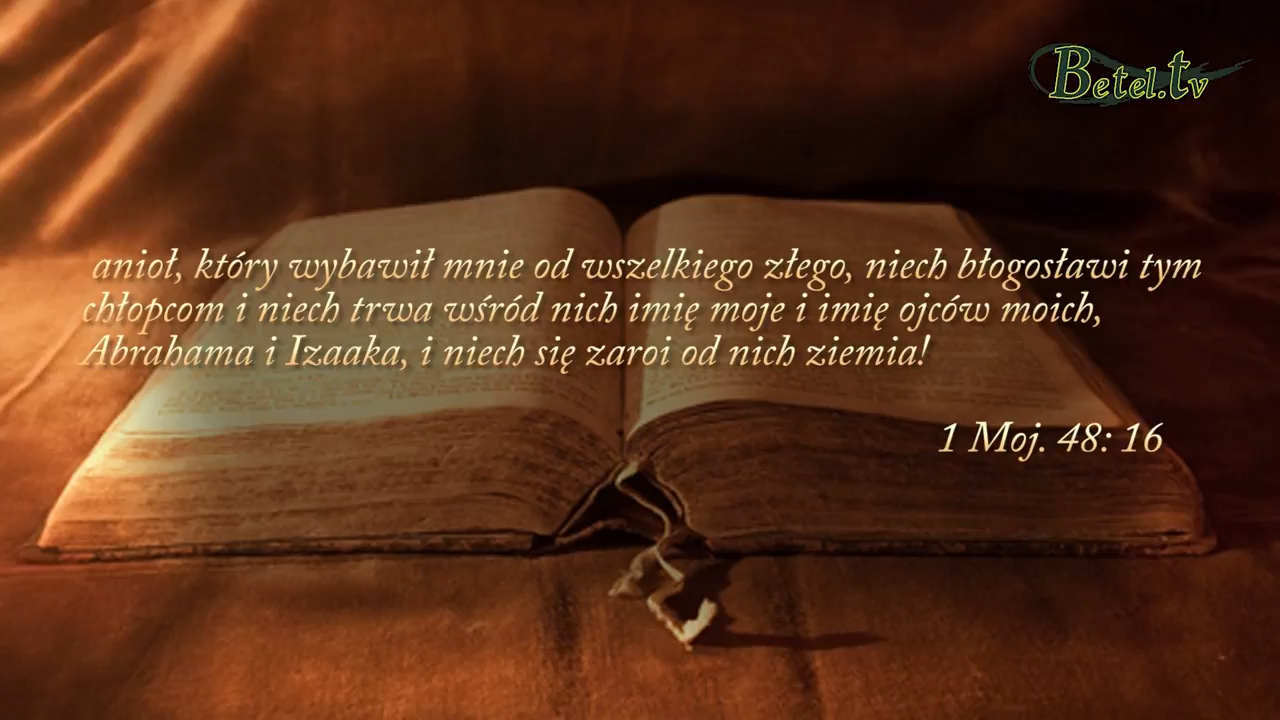 Betel.tv
anioł, który wybawił mnie od wszelkiego złego, niech błogosławi tym
chłopcom i niech trwa wśród nich imię moje i imię ojców moich,
Abrahama i Izaaka, i niech się zaroi od nich ziemia!
1 Moj. 48: 16